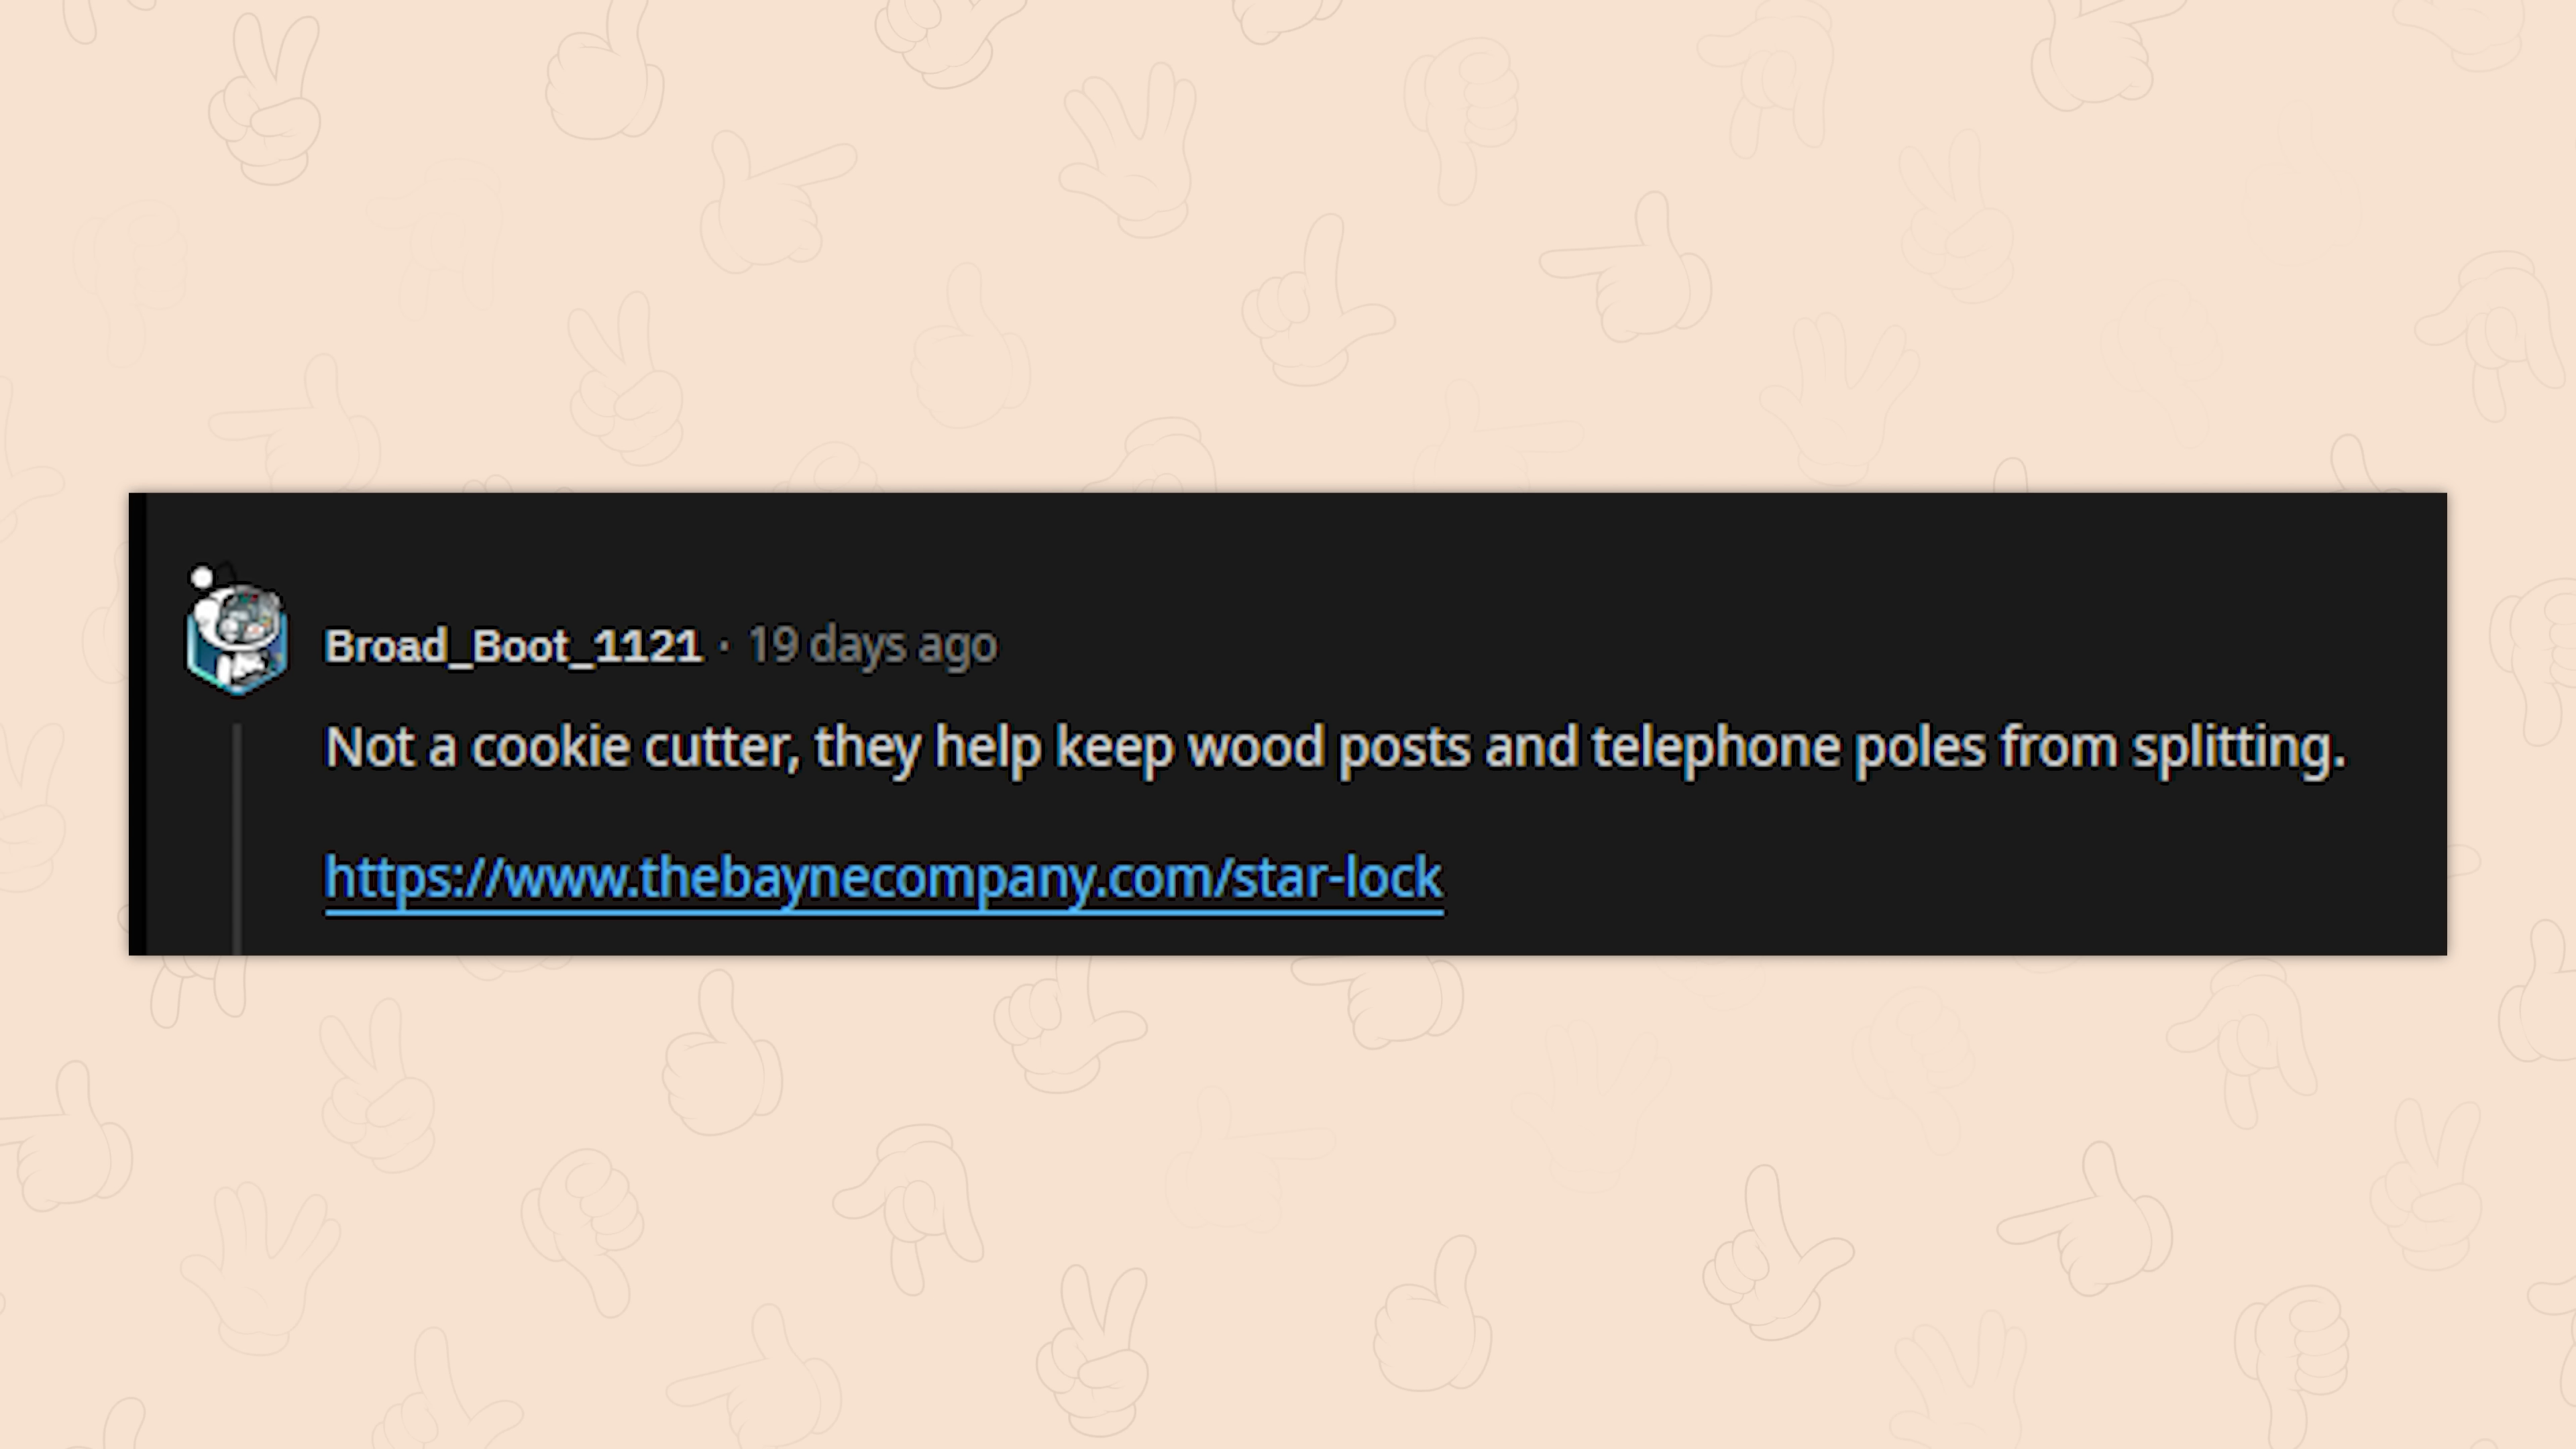 Broad_Boot_1121 · 19 days ago
Not a cookie cutter, they help keep wood posts and telephone poles from splitting.
https://www.thebaynecompany.com/star-lock